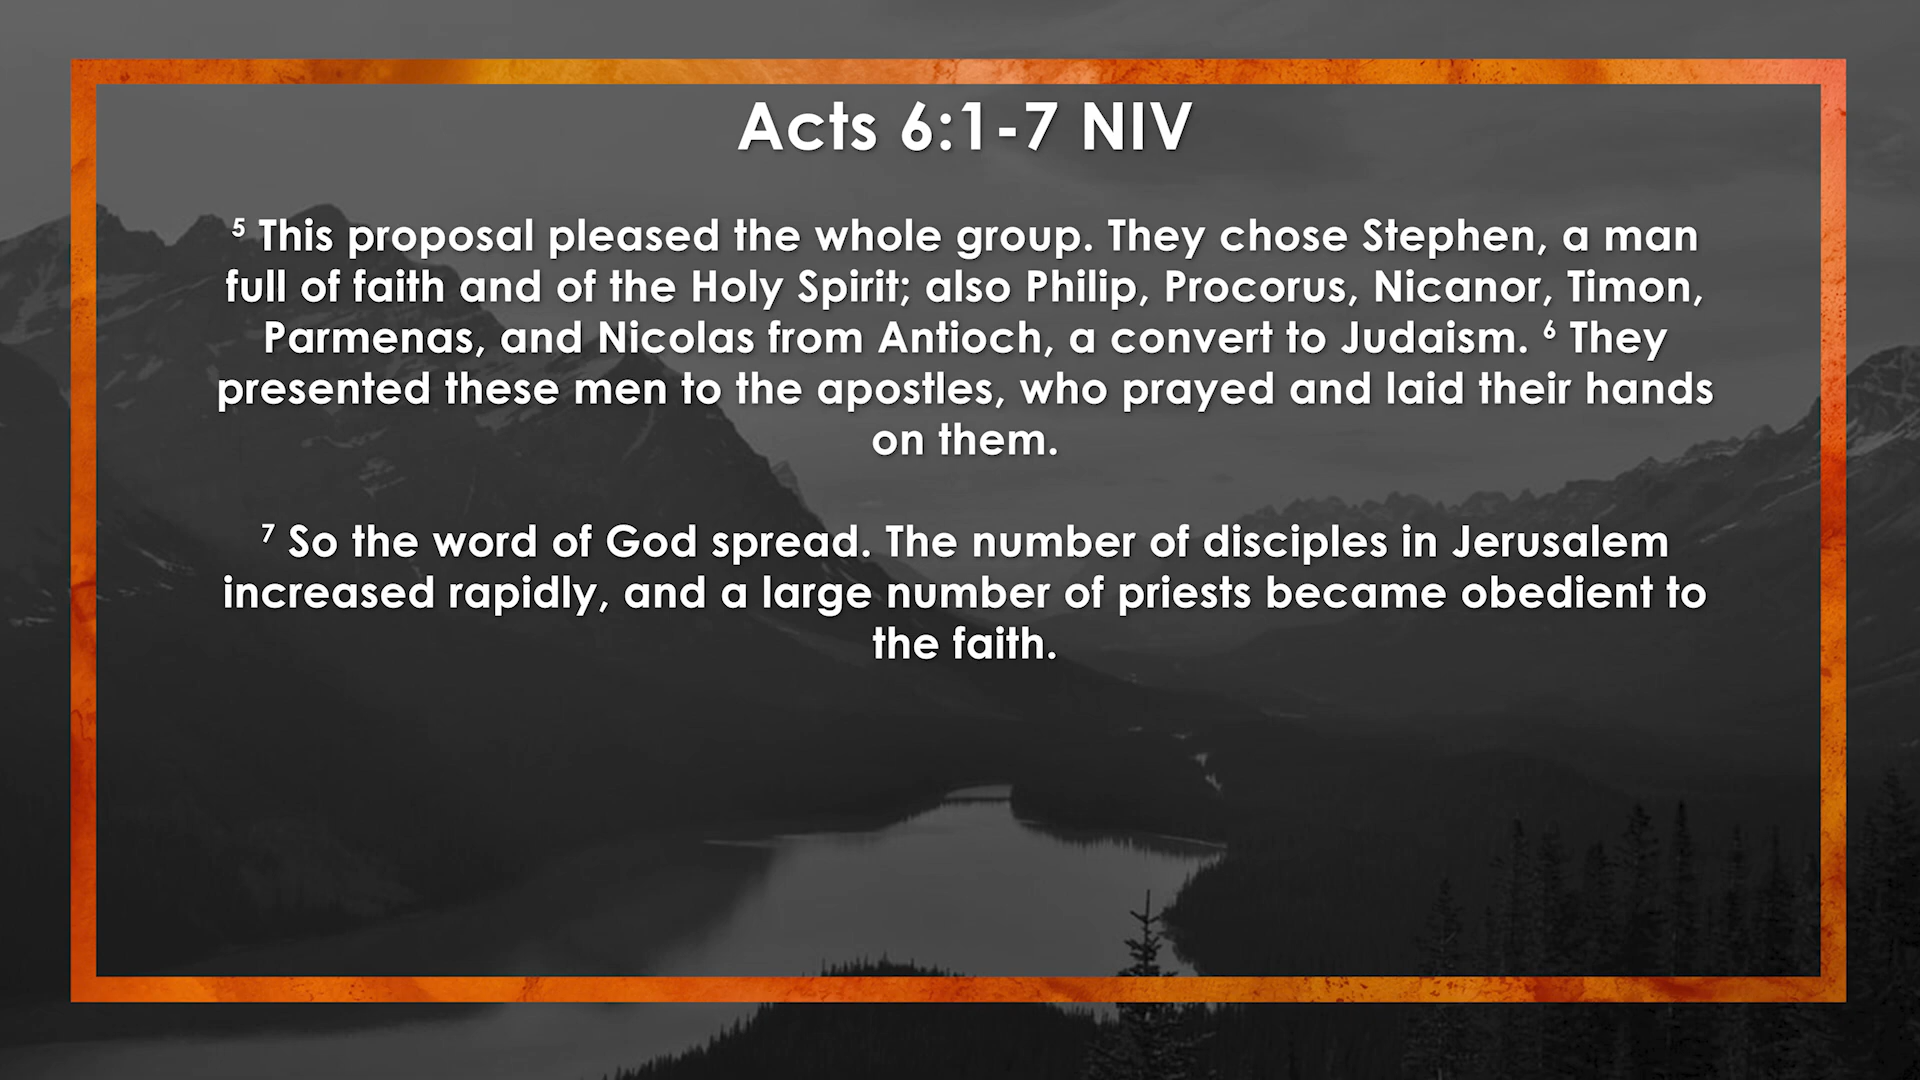 Acts 6:1-7 NIV
5 This proposal pleased the whole group. They chose Stephen, a man
full of faith and of the Holy Spirit; also Philip, Procorus, Nicanor, Timon,
Parmenas, and Nicolas from Antioch, a convert to Judaism. 6 They
presented these men to the apostles, who prayed and laid their hands
on them.
7 So the word of God spread. The number of disciples in Jerusalem
increased rapidly, and a large number of priests became obedient to
the faith.